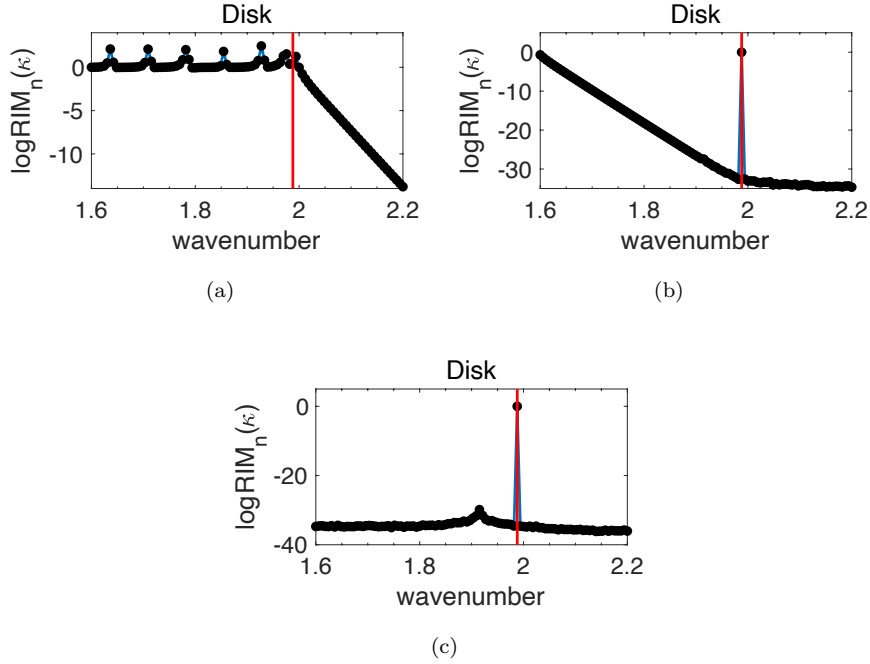 Disk
logRIM_n(κ)
0
-5
-10
1.6 1.8 2 2.2
wavenumber
(a)
Disk
logRIM_n(κ)
0
-10
-20
-30
1.6 1.8 2 2.2
wavenumber
(b)
Disk
logRIM_n(κ)
0
-20
-40
1.6 1.8 2 2.2
wavenumber
(c)